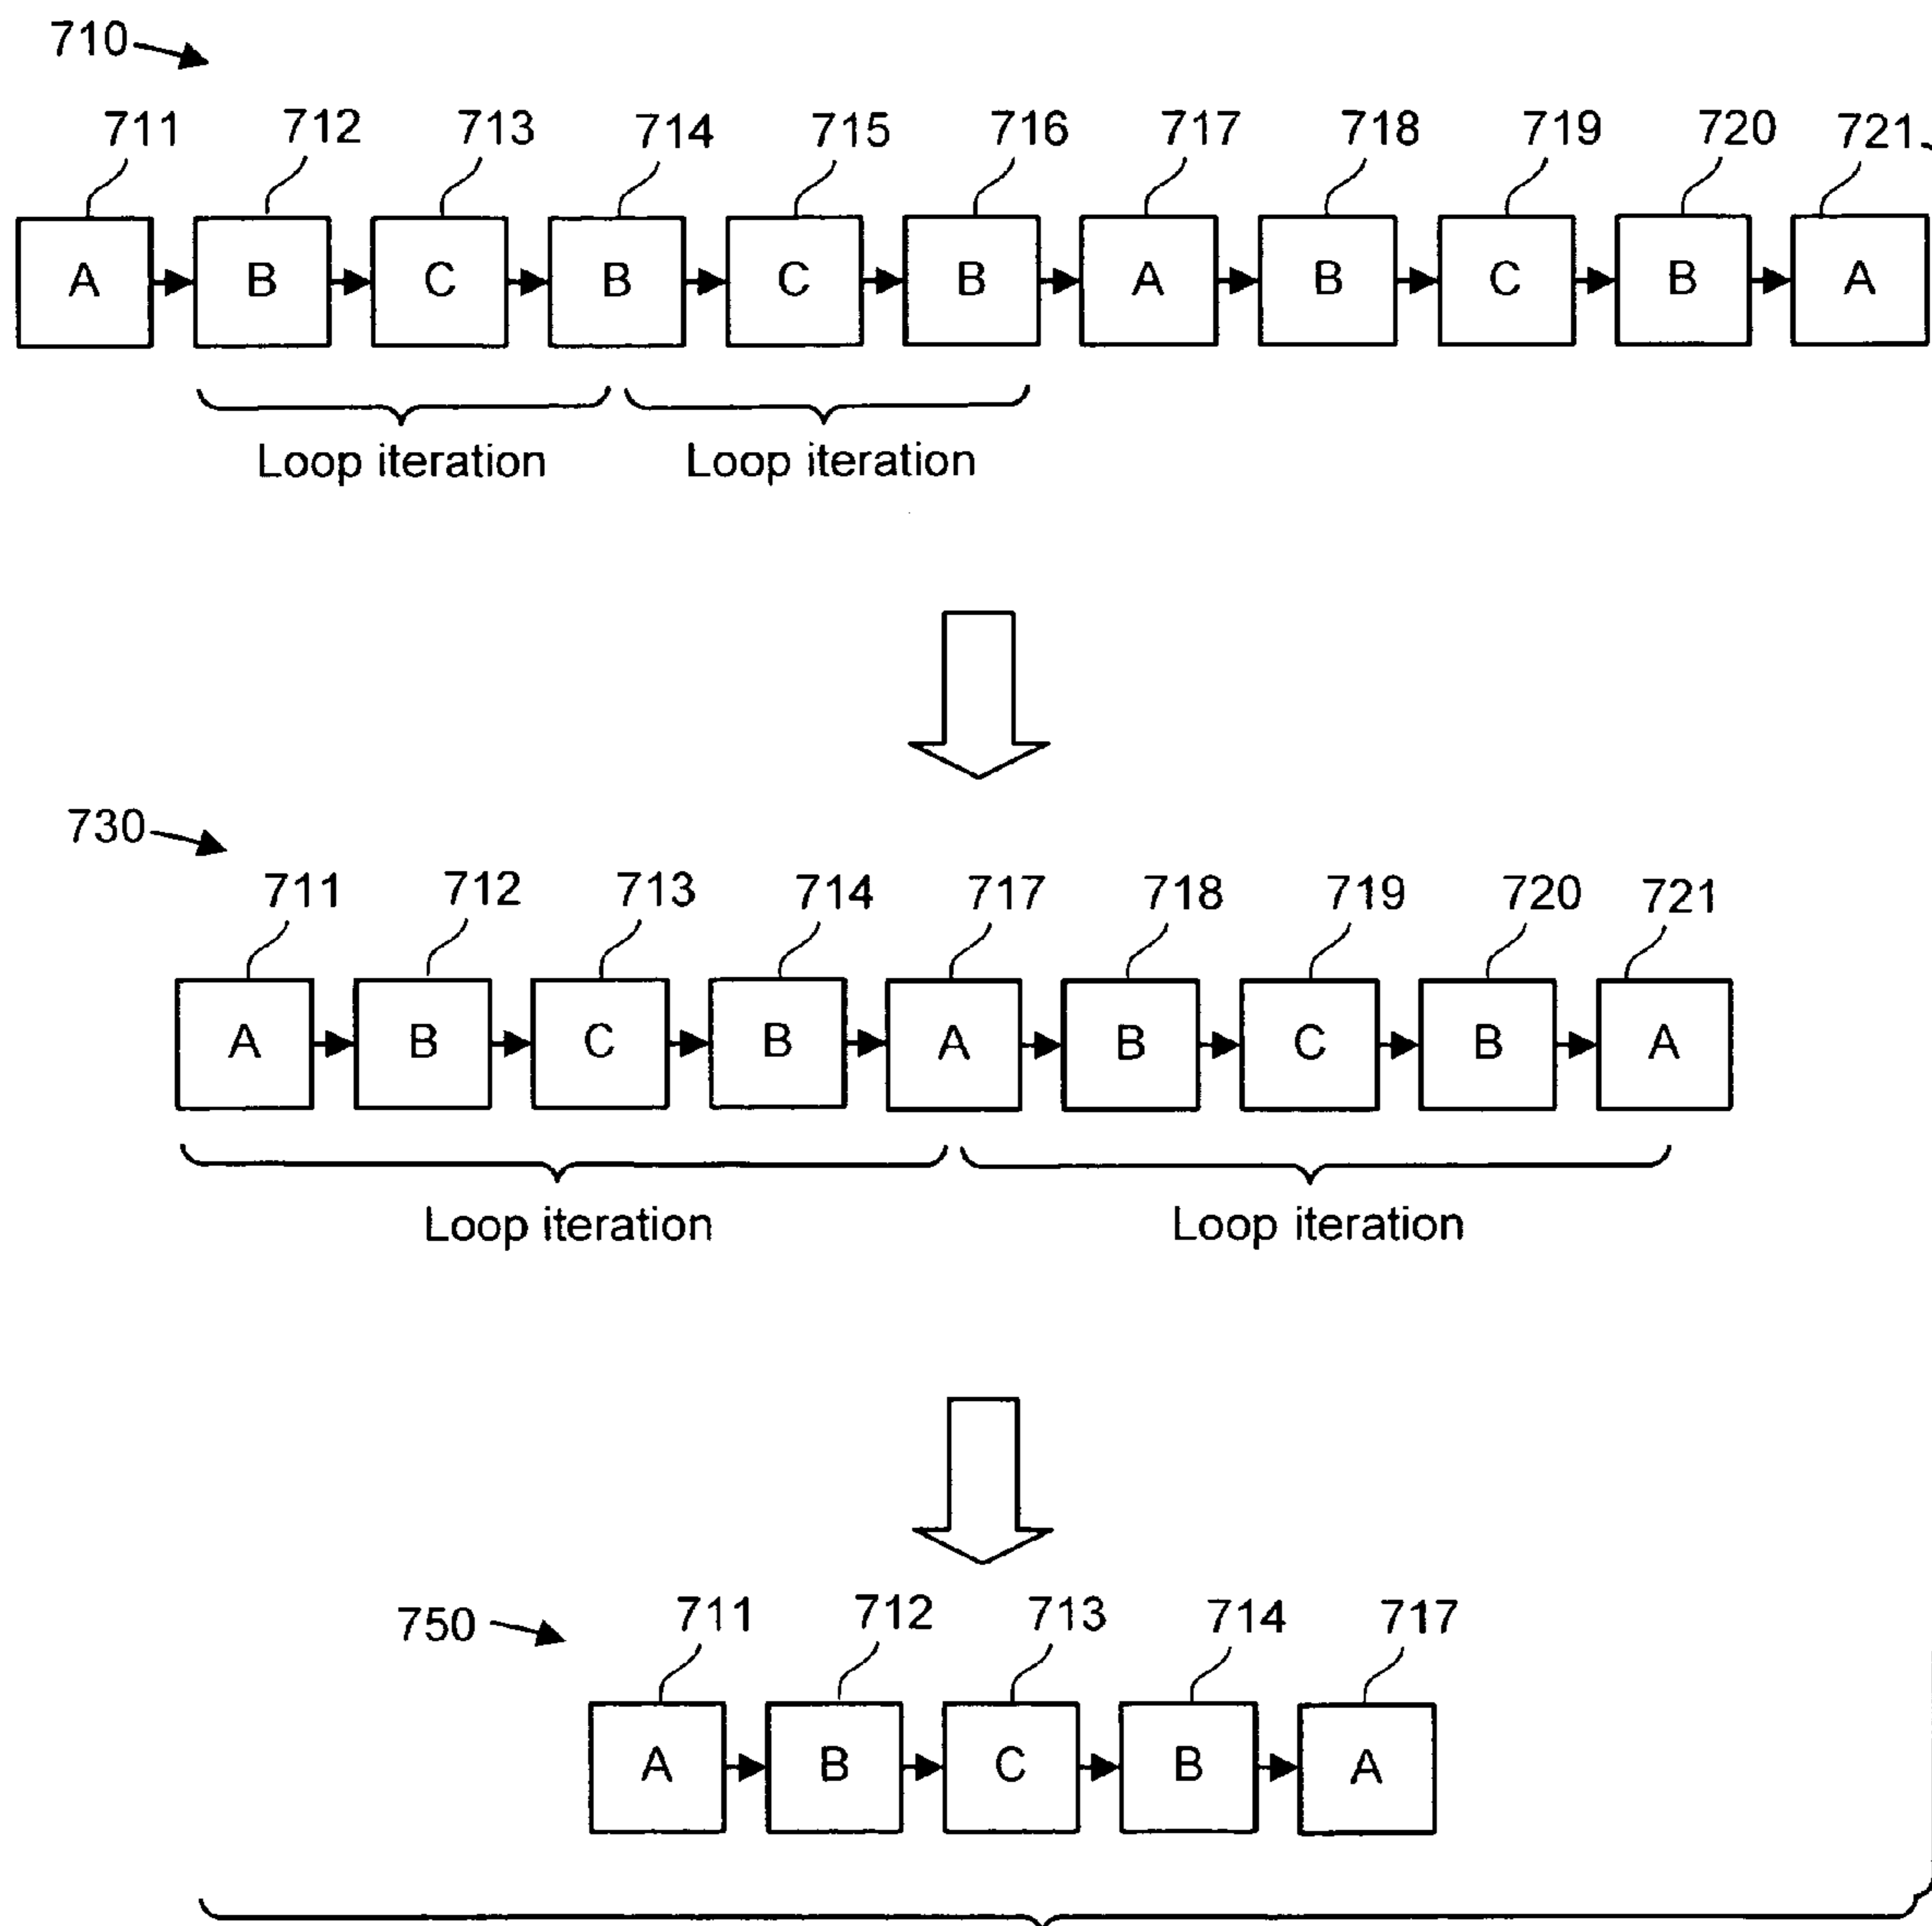 710
711 712 713 714 715 716 717 718 719 720 721
A B C B C B A B C B A
Loop iteration Loop iteration
730
711 712 713 714 717 718 719 720 721
A B C B A B C B A
Loop iteration Loop iteration
750
711 712 713 714 717
A B C B A